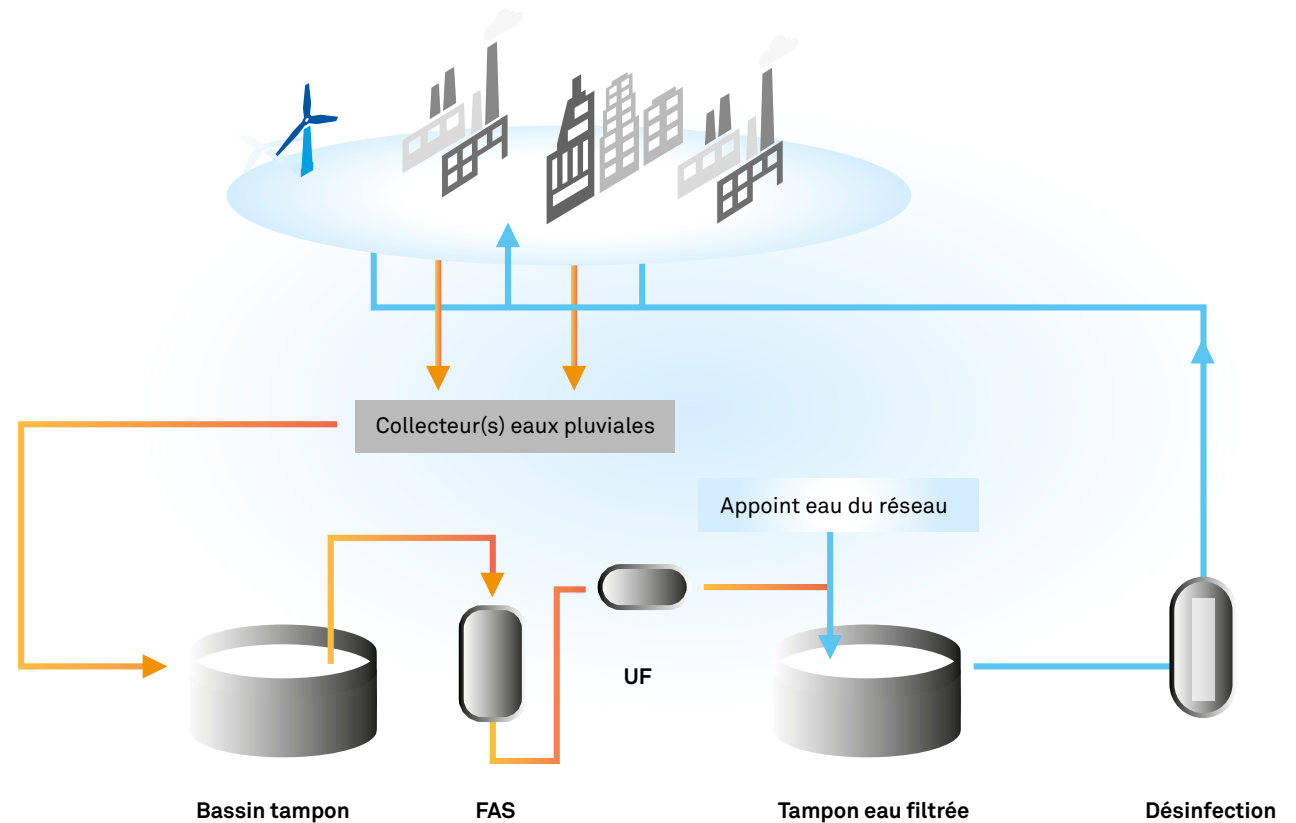 Collecteur(s) eaux pluviales
Appoint eau du réseau
UF
Bassin tampon
FAS
Tampon eau filtrée
Désinfection